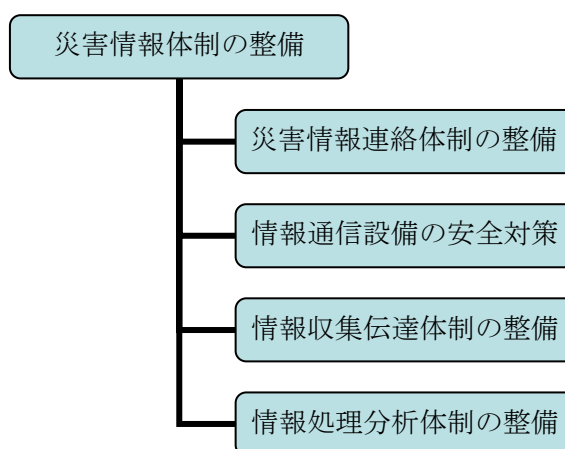 災害情報体制の整備
災害情報連絡体制の整備
情報通信設備の安全対策
情報収集伝達体制の整備
情報処理分析体制の整備